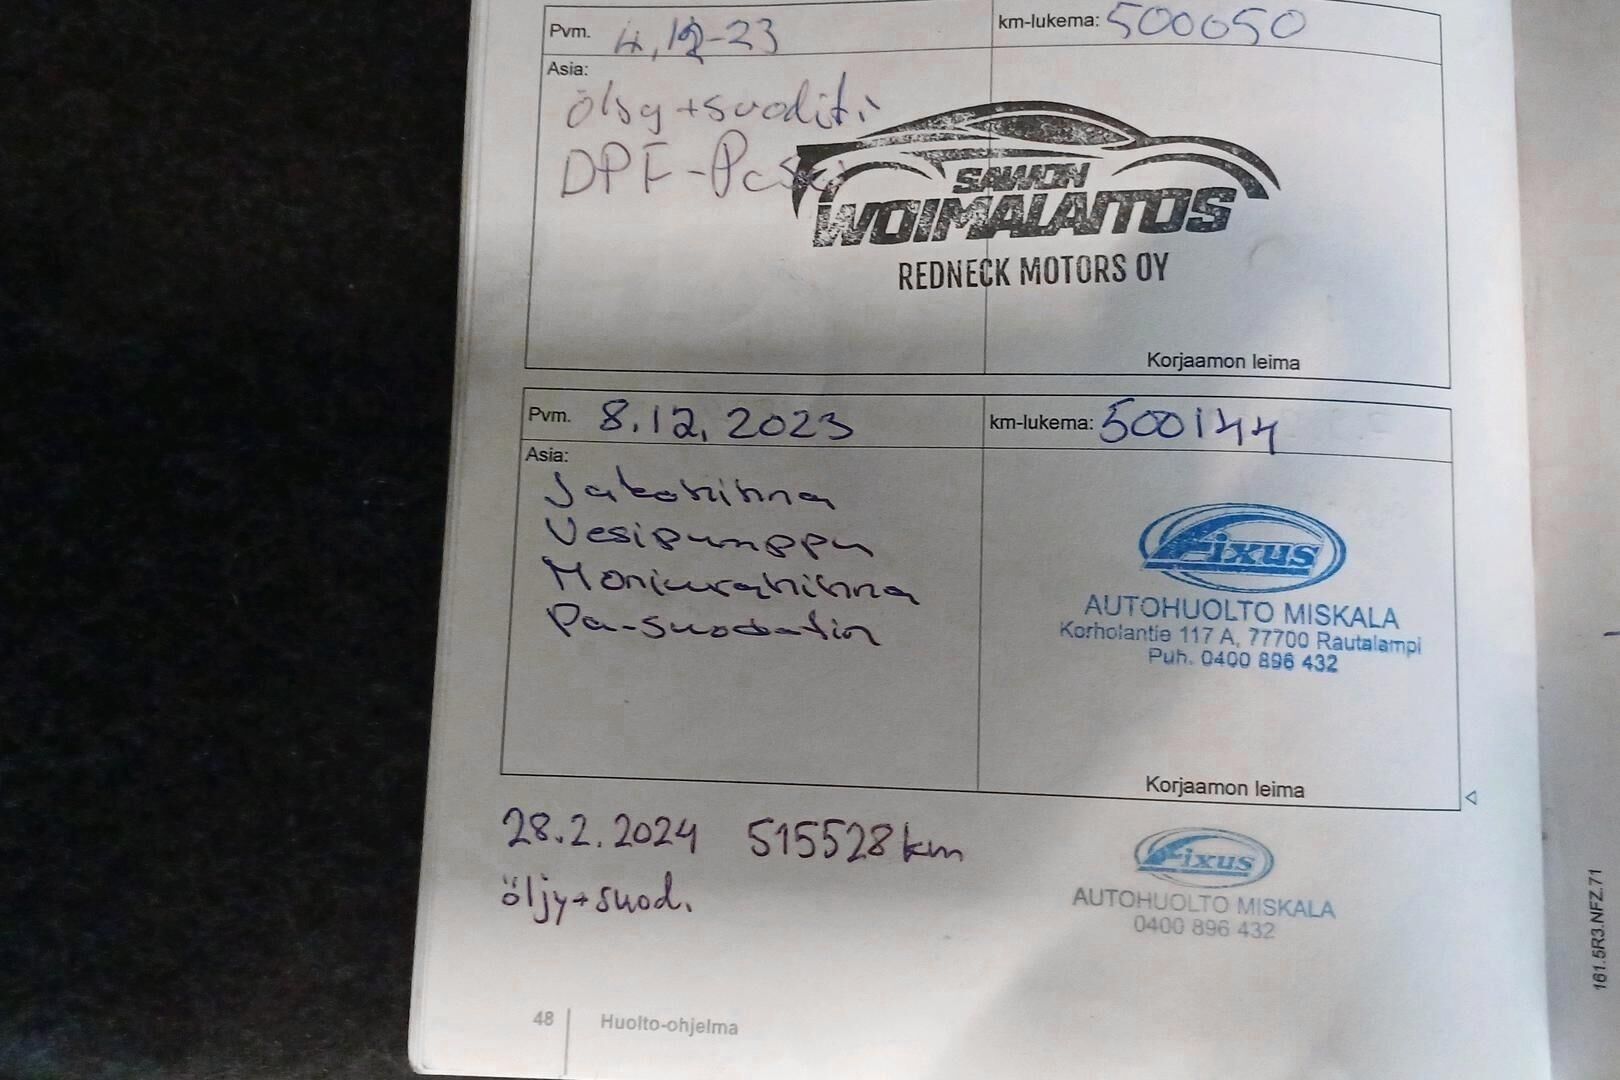 Pvm. 4.12-23 km-lukema: 500050
Asia:
öljy+suodit.
DPF-
SAMON
WOIMALAITOS
REDNECK MOTORS OY
Korjaamon leima
Pvm. 8.12.2023 km-lukema: 500144
Asia:
Jakohihna
Vesipumppu
Moniurahihna
Pa-suodatin
Fixus
AUTOHUOLTO MISKALA
Korholantie 117 A, 77700 Rautalampi
Puh. 0400 896 432
Korjaamon leima
28.2.2024 515528 km
öljy+suod.
Fixus
AUTOHUOLTO MISKALA
0400 896 432
48 Huolto-ohjelma
161.5R3.NFZ.71